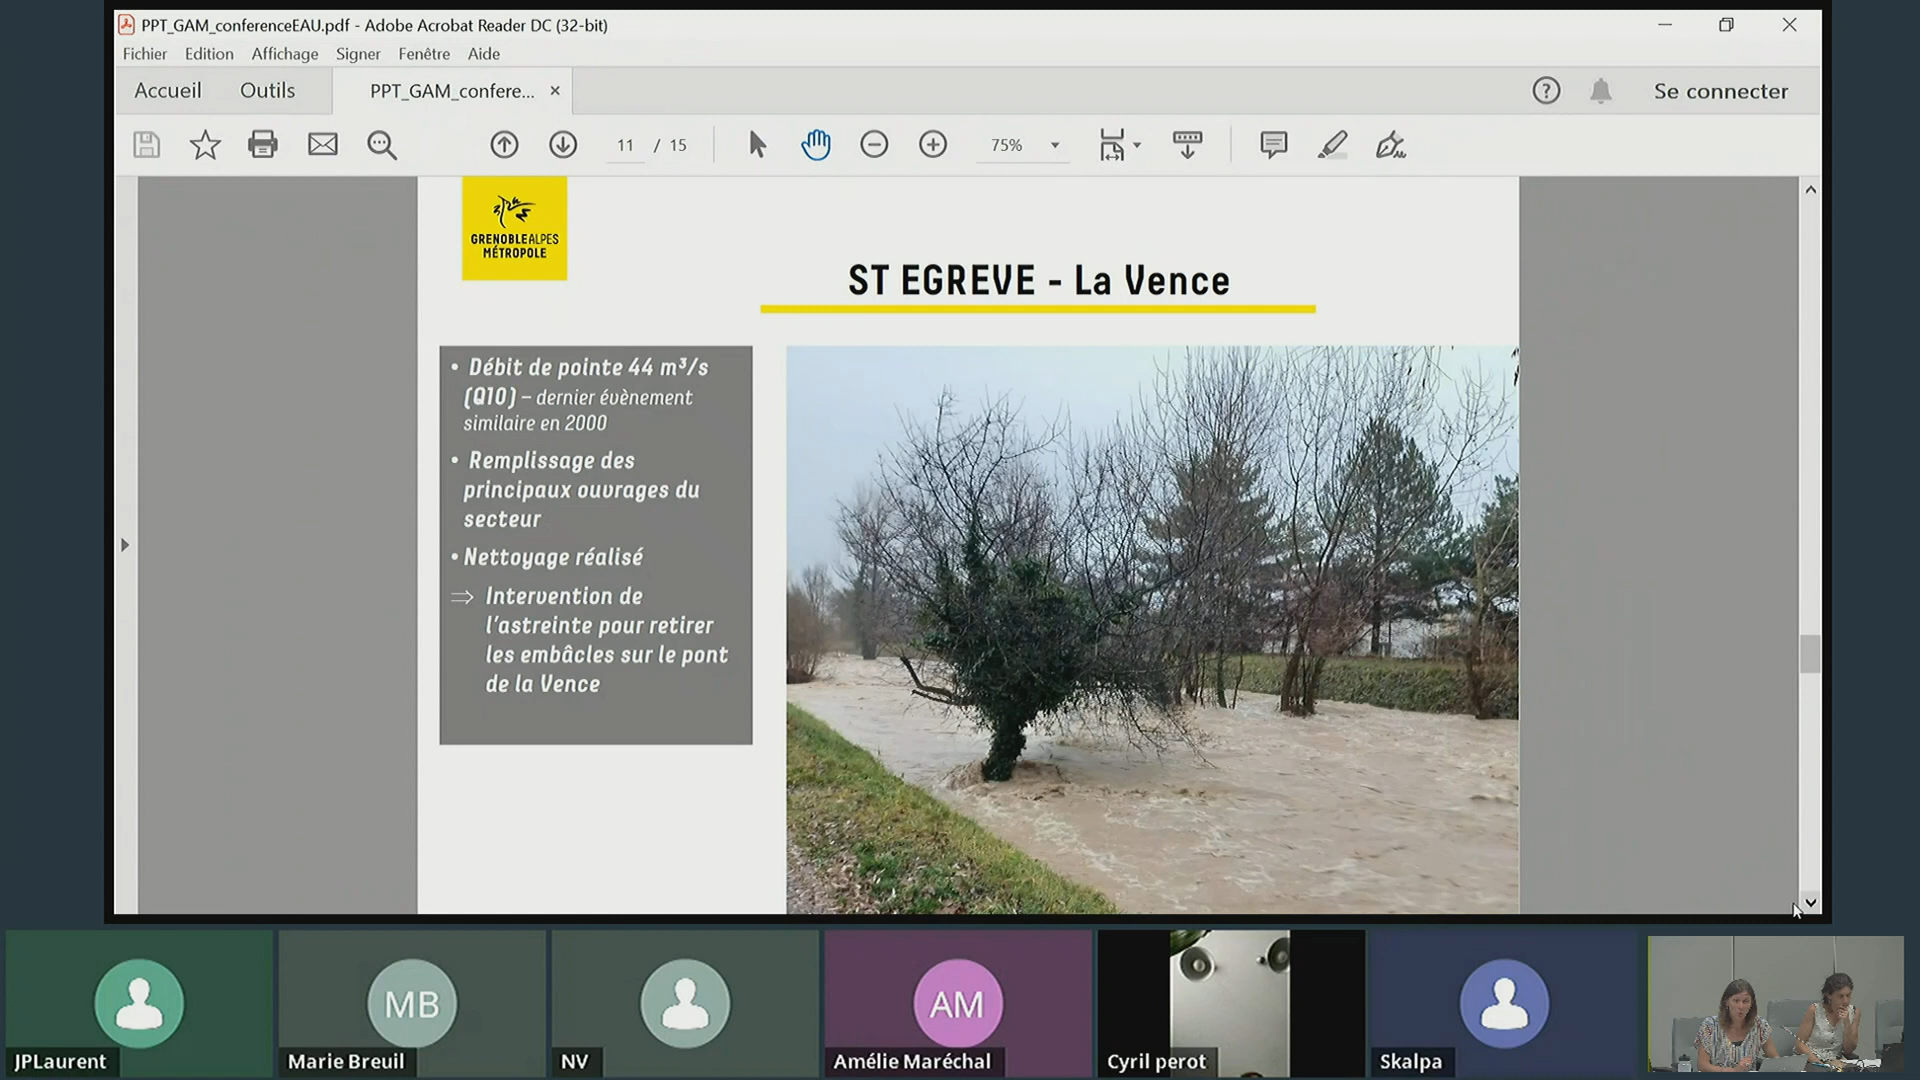 PPT_GAM_conferenceEAU.pdf - Adobe Acrobat Reader DC (32-bit)
Fichier Edition Affichage Signer Fenêtre Aide
Accueil Outils PPT_GAM_confere... × Se connecter
11 / 15 75%
GRENOBLEALPES
MÉTROPOLE
ST EGREVE - La Vence
• Débit de pointe 44 m³/s
(Q10) – dernier évènement
similaire en 2000
• Remplissage des
principaux ouvrages du
secteur
• Nettoyage réalisé
⇒ Intervention de
l'astreinte pour retirer
les embâcles sur le pont
de la Vence
MB AM
JPLaurent Marie Breuil NV Amélie Maréchal Cyril perot Skalpa